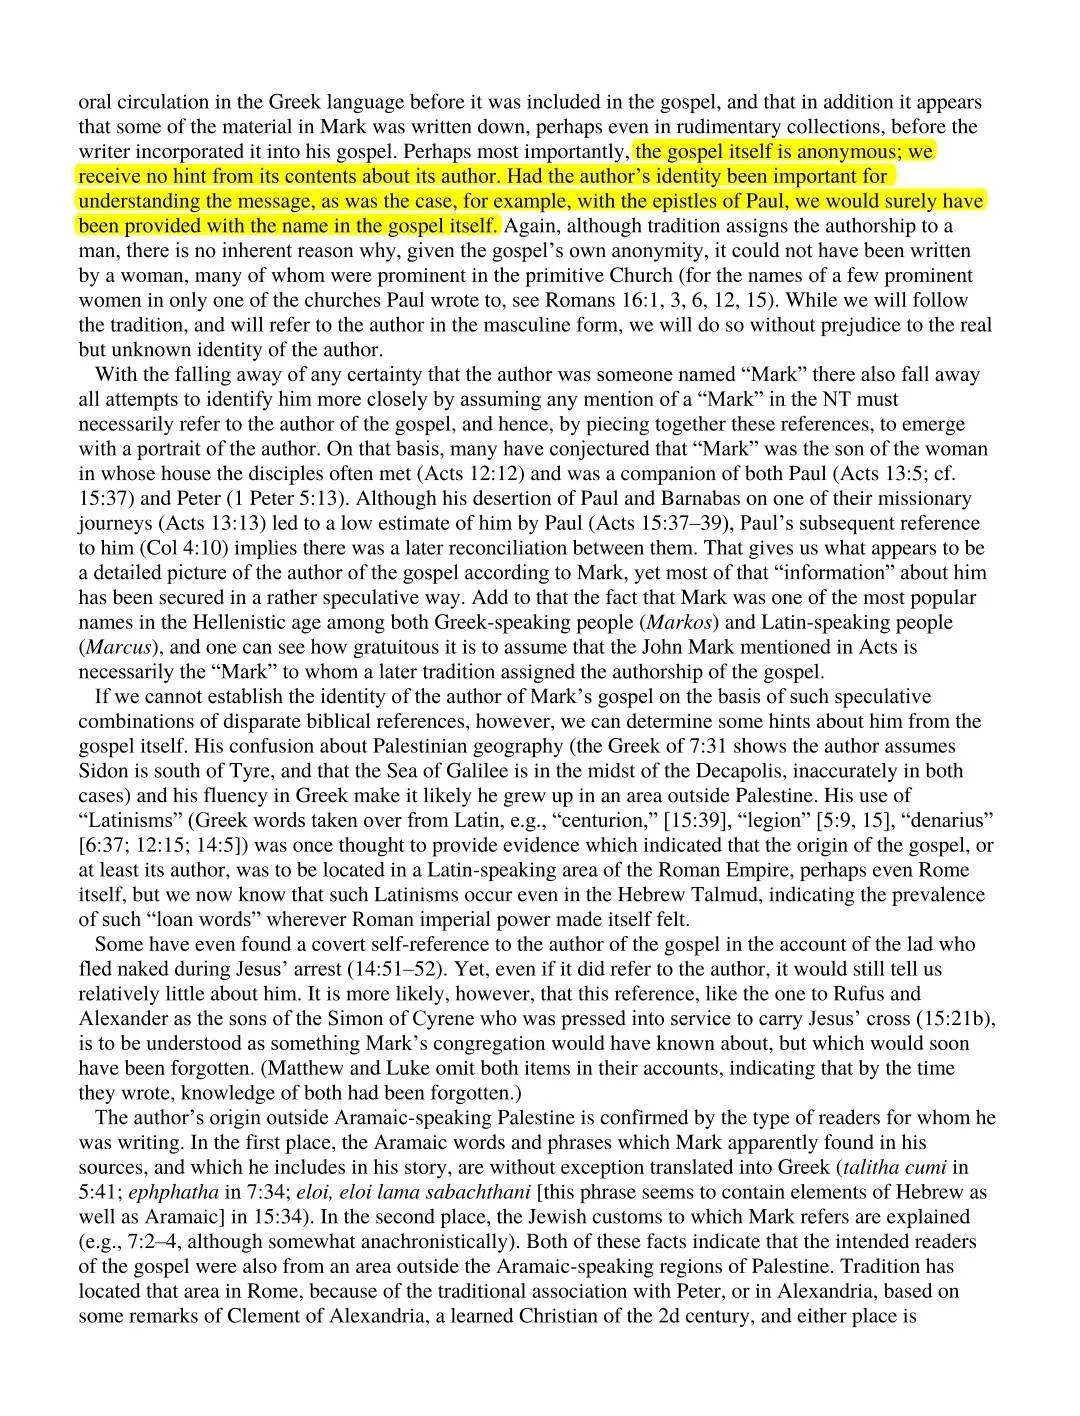 oral circulation in the Greek language before it was included in the gospel, and that in addition it appears
that some of the material in Mark was written down, perhaps even in rudimentary collections, before the
writer incorporated it into his gospel. Perhaps most importantly, the gospel itself is anonymous; we
receive no hint from its contents about its author. Had the author’s identity been important for
understanding the message, as was the case, for example, with the epistles of Paul, we would surely have
been provided with the name in the gospel itself. Again, although tradition assigns the authorship to a
man, there is no inherent reason why, given the gospel’s own anonymity, it could not have been written
by a woman, many of whom were prominent in the primitive Church (for the names of a few prominent
women in only one of the churches Paul wrote to, see Romans 16:1, 3, 6, 12, 15). While we will follow
the tradition, and will refer to the author in the masculine form, we will do so without prejudice to the real
but unknown identity of the author.
With the falling away of any certainty that the author was someone named “Mark” there also fall away
all attempts to identify him more closely by assuming any mention of a “Mark” in the NT must
necessarily refer to the author of the gospel, and hence, by piecing together these references, to emerge
with a portrait of the author. On that basis, many have conjectured that “Mark” was the son of the woman
in whose house the disciples often met (Acts 12:12) and was a companion of both Paul (Acts 13:5; cf.
15:37) and Peter (1 Peter 5:13). Although his desertion of Paul and Barnabas on one of their missionary
journeys (Acts 13:13) led to a low estimate of him by Paul (Acts 15:37–39), Paul’s subsequent reference
to him (Col 4:10) implies there was a later reconciliation between them. That gives us what appears to be
a detailed picture of the author of the gospel according to Mark, yet most of that “information” about him
has been secured in a rather speculative way. Add to that the fact that Mark was one of the most popular
names in the Hellenistic age among both Greek-speaking people (Markos) and Latin-speaking people
(Marcus), and one can see how gratuitous it is to assume that the John Mark mentioned in Acts is
necessarily the “Mark” to whom a later tradition assigned the authorship of the gospel.
If we cannot establish the identity of the author of Mark’s gospel on the basis of such speculative
combinations of disparate biblical references, however, we can determine some hints about him from the
gospel itself. His confusion about Palestinian geography (the Greek of 7:31 shows the author assumes
Sidon is south of Tyre, and that the Sea of Galilee is in the midst of the Decapolis, inaccurately in both
cases) and his fluency in Greek make it likely he grew up in an area outside Palestine. His use of
“Latinisms” (Greek words taken over from Latin, e.g., “centurion,” [15:39], “legion” [5:9, 15], “denarius”
[6:37; 12:15; 14:5]) was once thought to provide evidence which indicated that the origin of the gospel, or
at least its author, was to be located in a Latin-speaking area of the Roman Empire, perhaps even Rome
itself, but we now know that such Latinisms occur even in the Hebrew Talmud, indicating the prevalence
of such “loan words” wherever Roman imperial power made itself felt.
Some have even found a covert self-reference to the author of the gospel in the account of the lad who
fled naked during Jesus’ arrest (14:51–52). Yet, even if it did refer to the author, it would still tell us
relatively little about him. It is more likely, however, that this reference, like the one to Rufus and
Alexander as the sons of the Simon of Cyrene who was pressed into service to carry Jesus’ cross (15:21b),
is to be understood as something Mark’s congregation would have known about, but which would soon
have been forgotten. (Matthew and Luke omit both items in their accounts, indicating that by the time
they wrote, knowledge of both had been forgotten.)
The author’s origin outside Aramaic-speaking Palestine is confirmed by the type of readers for whom he
was writing. In the first place, the Aramaic words and phrases which Mark apparently found in his
sources, and which he includes in his story, are without exception translated into Greek (talitha cumi in
5:41; ephphatha in 7:34; eloi, eloi lama sabachthani [this phrase seems to contain elements of Hebrew as
well as Aramaic] in 15:34). In the second place, the Jewish customs to which Mark refers are explained
(e.g., 7:2–4, although somewhat anachronistically). Both of these facts indicate that the intended readers
of the gospel were also from an area outside the Aramaic-speaking regions of Palestine. Tradition has
located that area in Rome, because of the traditional association with Peter, or in Alexandria, based on
some remarks of Clement of Alexandria, a learned Christian of the 2d century, and either place is